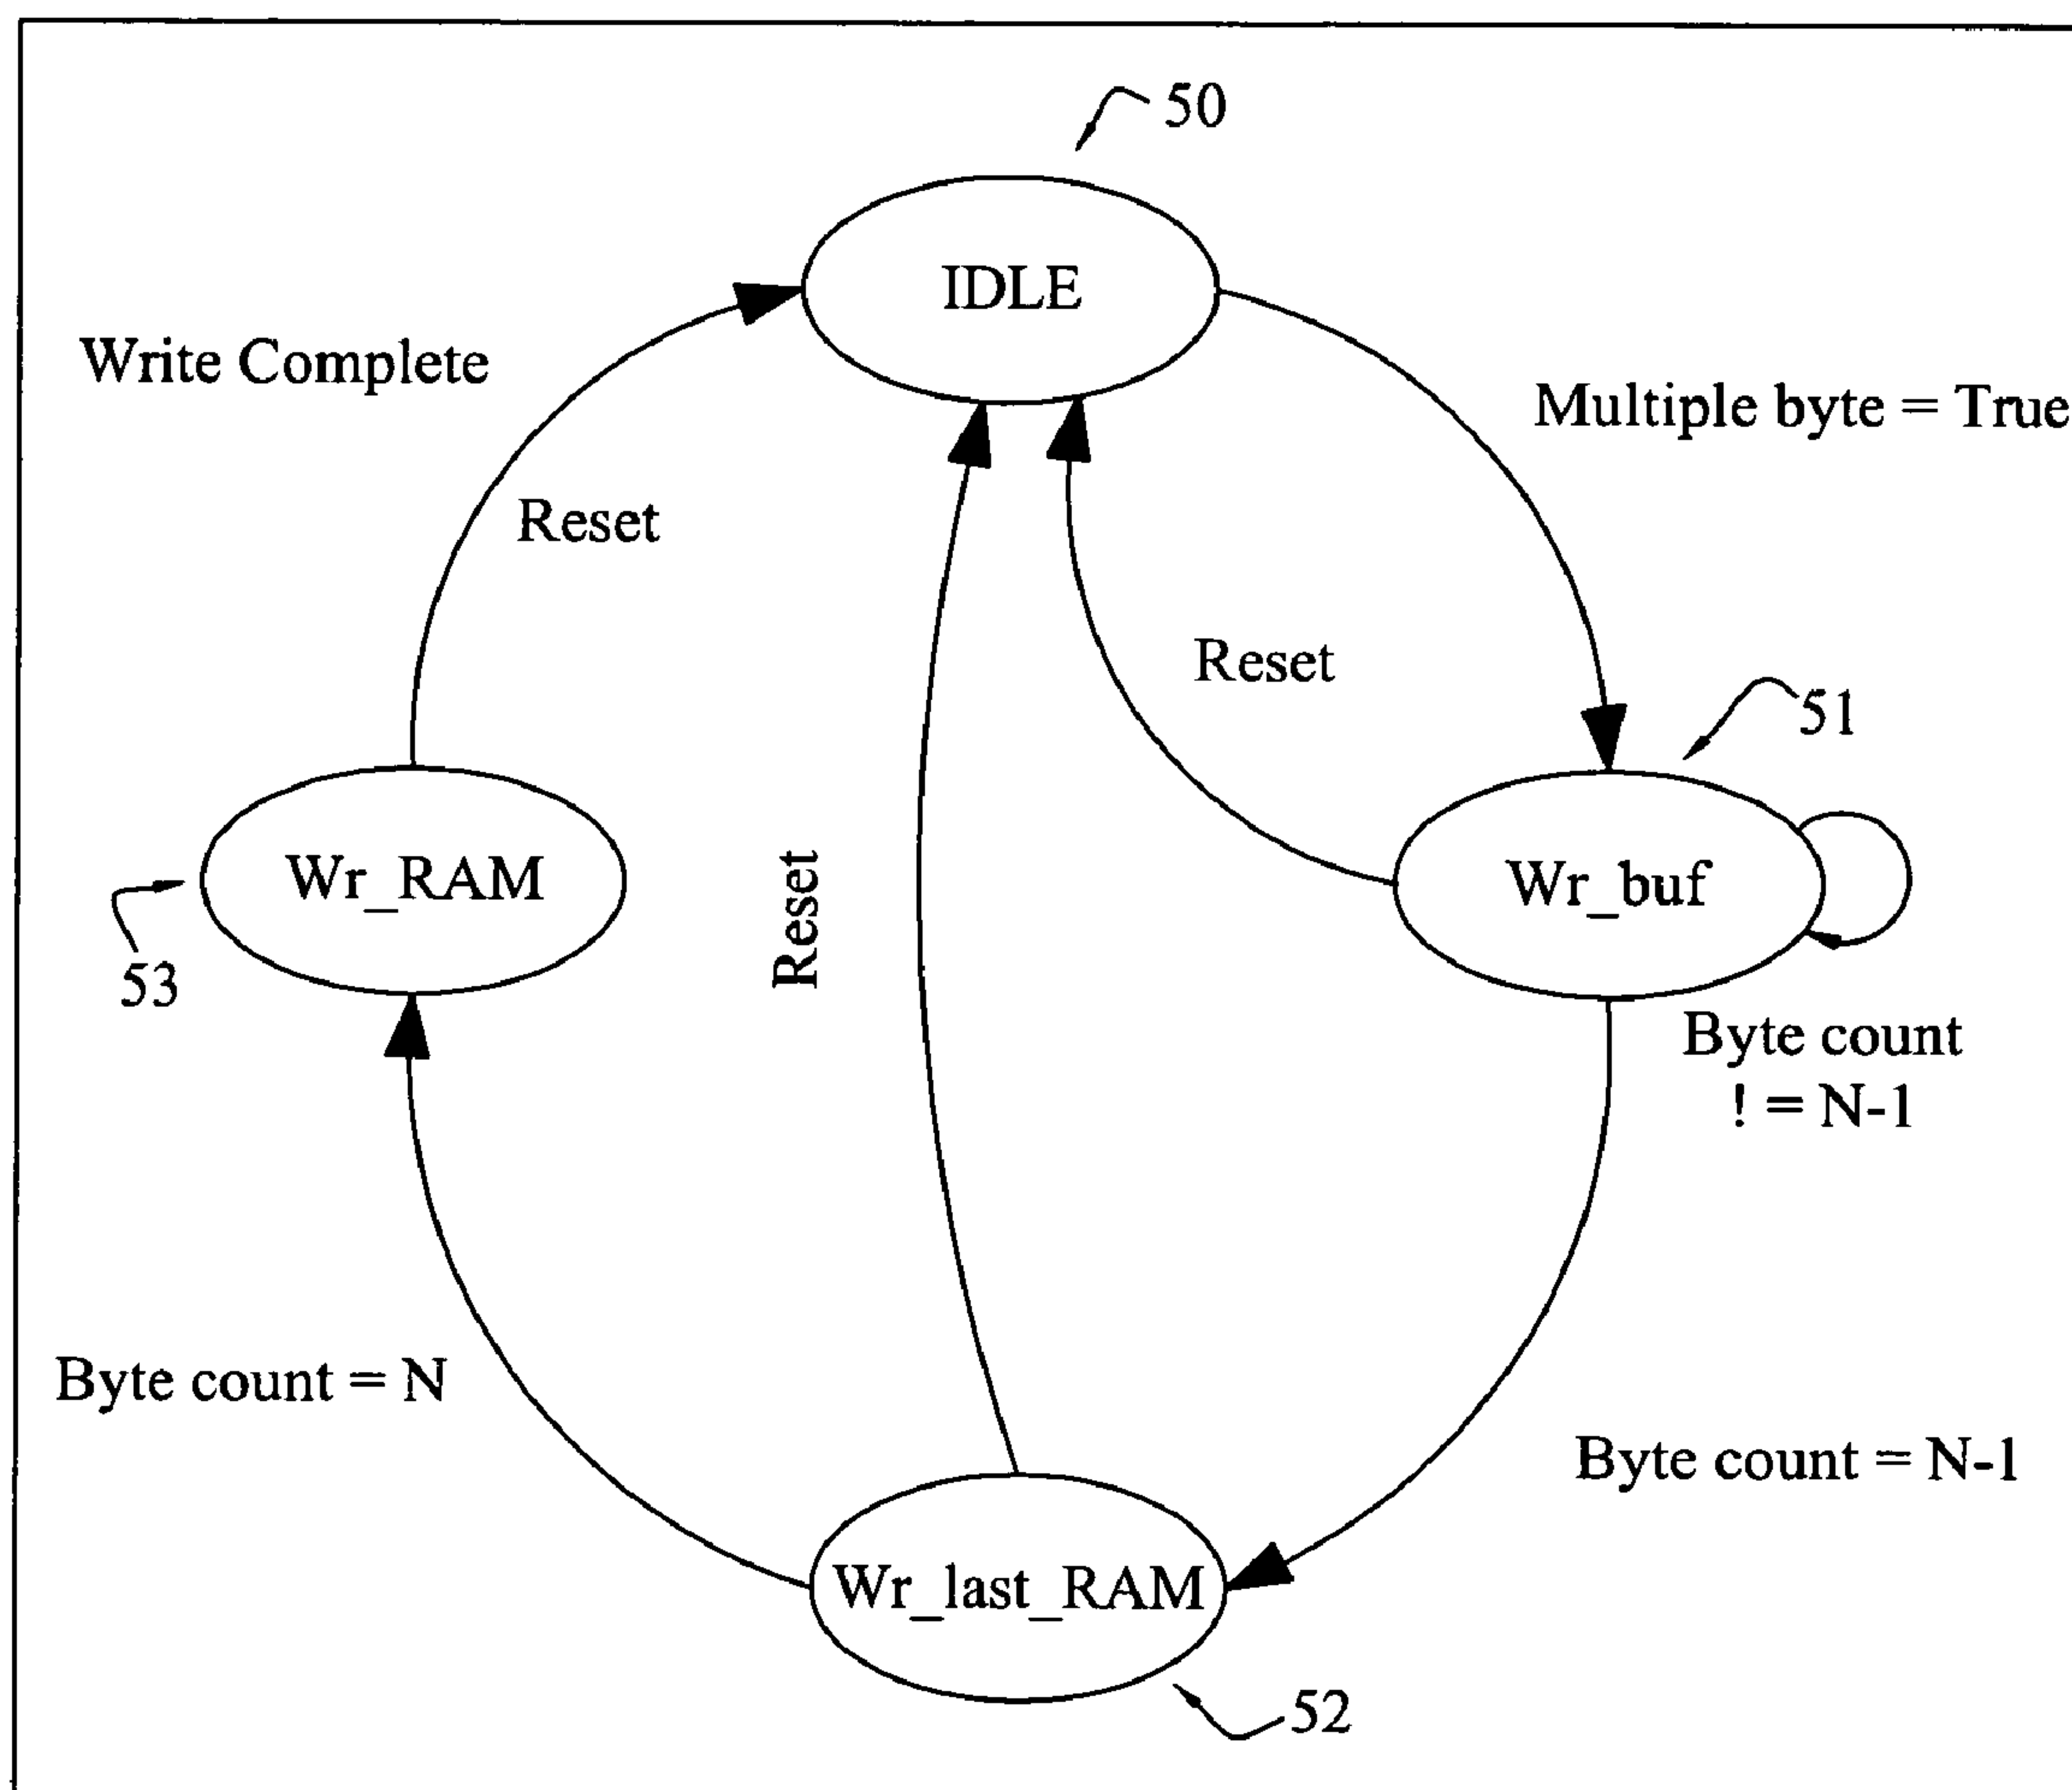 50
IDLE
Write Complete
Multiple byte = True
Reset
Reset
51
Wr_RAM
Wr_buf
Reset
53
Byte count
! = N-1
Byte count = N
Byte count = N-1
Wr_last_RAM
52